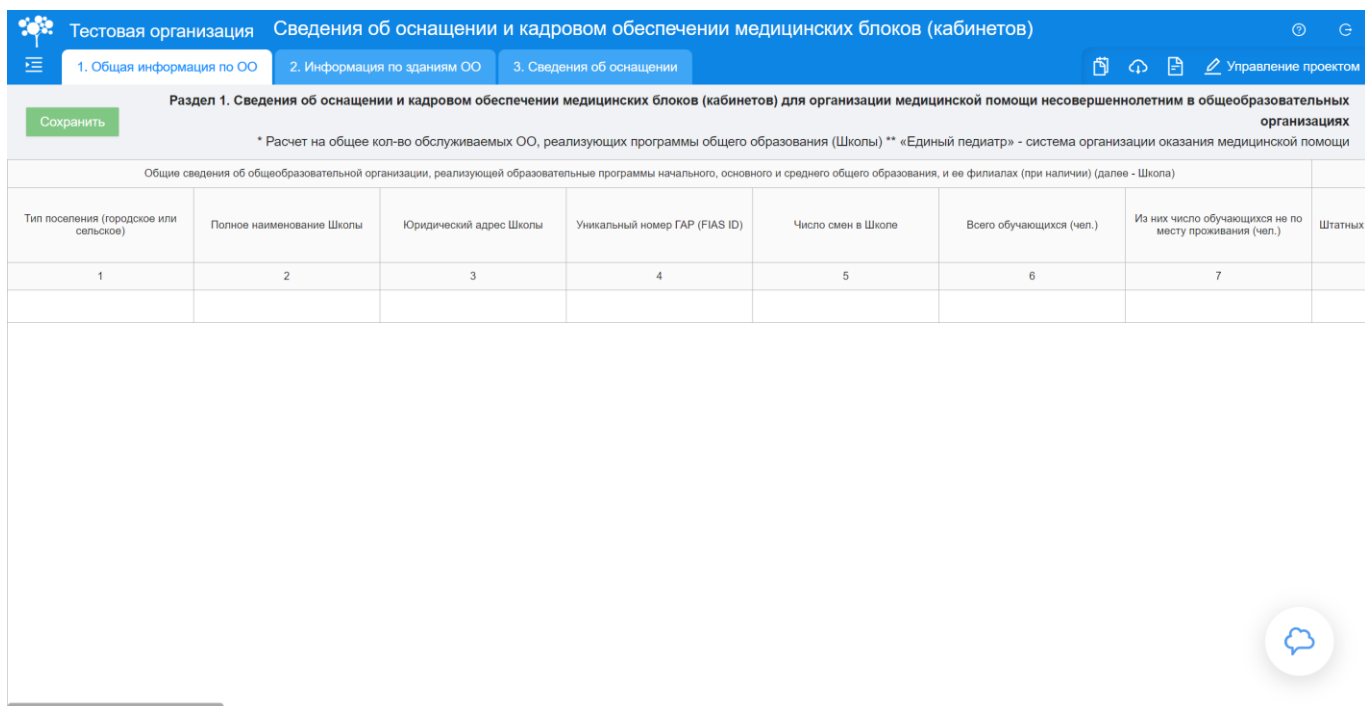 Тестовая организация Сведения об оснащении и кадровом обеспечении медицинских блоков (кабинетов)
1. Общая информация по ОО 2. Информация по зданиям ОО 3. Сведения об оснащении Управление проектом
Сохранить
Раздел 1. Сведения об оснащении и кадровом обеспечении медицинских блоков (кабинетов) для организации медицинской помощи несовершеннолетним в общеобразовательных
организациях
* Расчет на общее кол-во обслуживаемых ОО, реализующих программы общего образования (Школы) ** «Единый педиатр» - система организации оказания медицинской помощи
Общие сведения об общеобразовательной организации, реализующей образовательные программы начального, основного и среднего общего образования, и ее филиалах (при наличии) (далее - Школа)
Тип поселения (городское или
сельское)
Полное наименование Школы
Юридический адрес Школы
Уникальный номер ГАР (FIAS ID)
Число смен в Школе
Всего обучающихся (чел.)
Из них число обучающихся не по
месту проживания (чел.)
Штатных
1 2 3 4 5 6 7